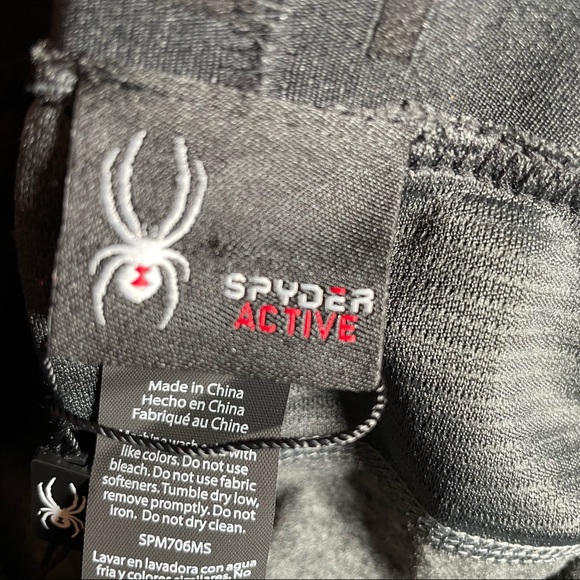 SPYDER
ACTIVE
Made in China
Hecho en China
Fabriqué au Chine
like colors. Do not use
bleach. Do not use fabric
softeners. Tumble dry low,
remove promptly. Do not
iron. Do not dry clean.
SPM706MS
Lavar en lavadora con agua
fria y colores similares. No